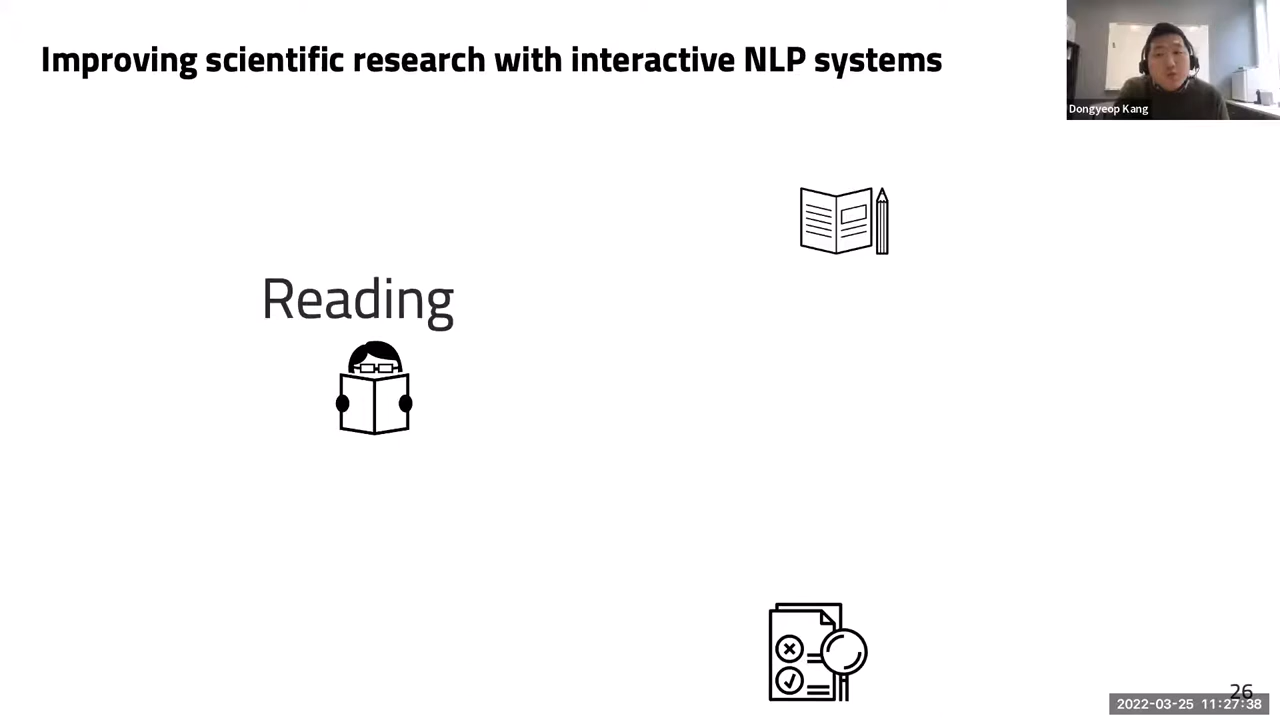 Improving scientific research with interactive NLP systems
Dongyeop Kang
Reading
26
2022-03-25 11:27:38